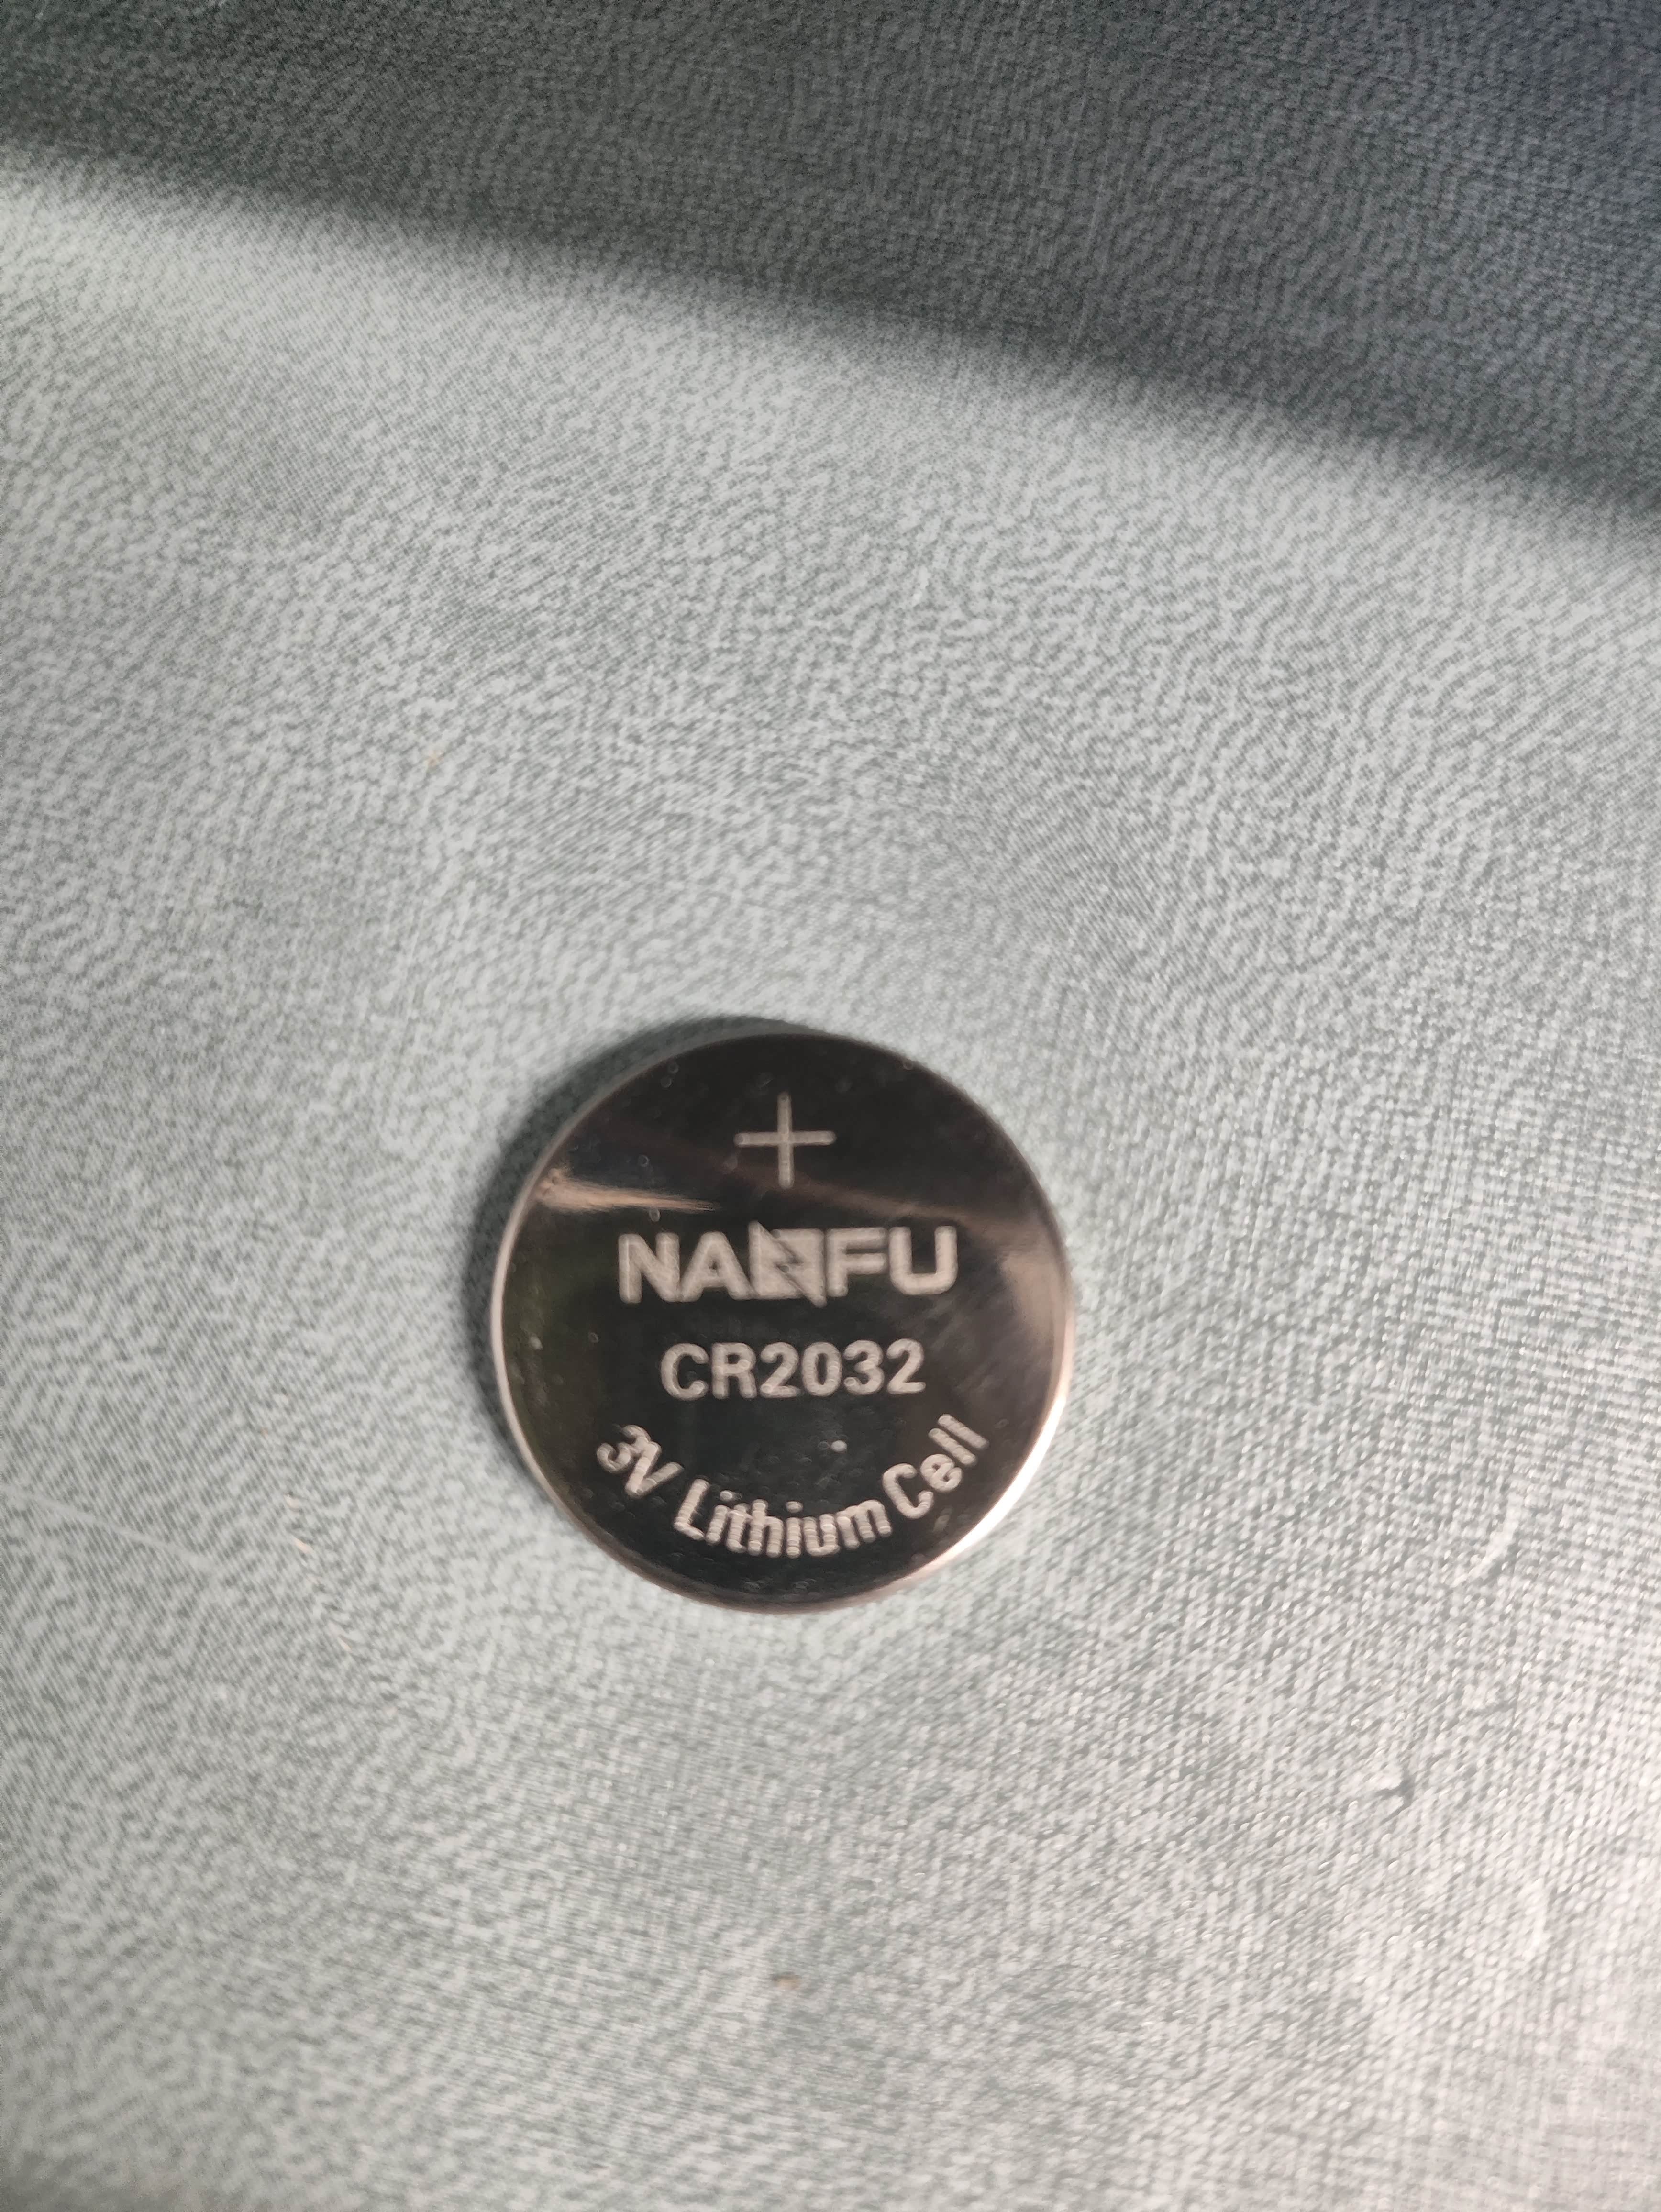 +
NANFU
CR2032
3V Lithium Cell